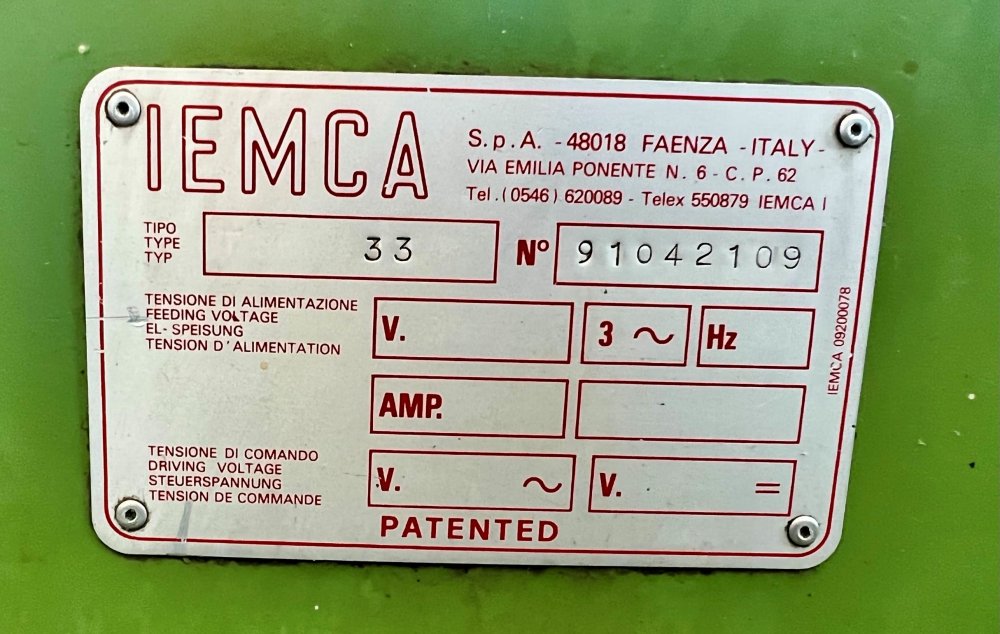 IEMCA
S.p.A. - 48018 FAENZA - ITALY -
VIA EMILIA PONENTE N. 6 - C. P. 62
Tel. (0546) 620089 - Telex 550879 IEMCA I
TIPO
TYPE
TYP
33
N° 91042109
TENSIONE DI ALIMENTAZIONE
FEEDING VOLTAGE
EL- SPEISUNG
TENSION D'ALIMENTATION
V.
3 ~
Hz
AMP.
TENSIONE DI COMANDO
DRIVING VOLTAGE
STEUERSPANNUNG
TENSION DE COMMANDE
V. ~
V. =
PATENTED
IEMCA 09200078